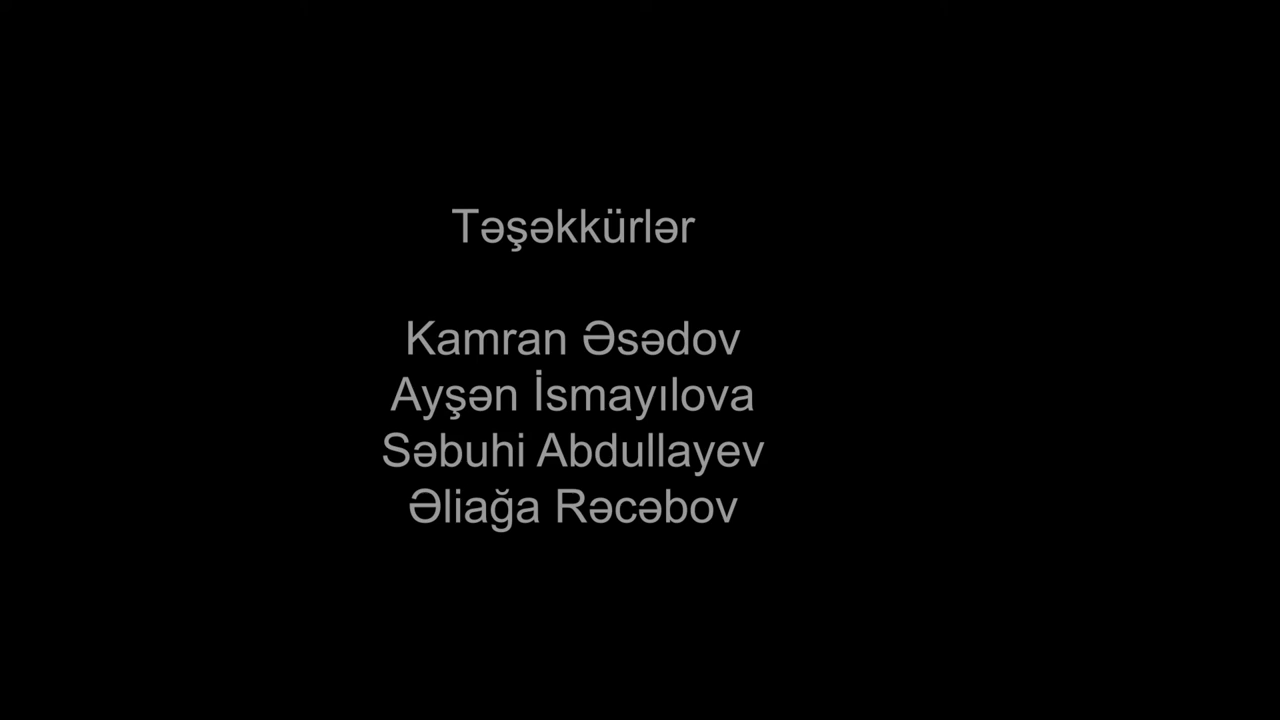 Təşəkkürlər
Kamran Əsədov
Ayşən İsmayılova
Səbuhi Abdullayev
Əliağa Rəcəbov